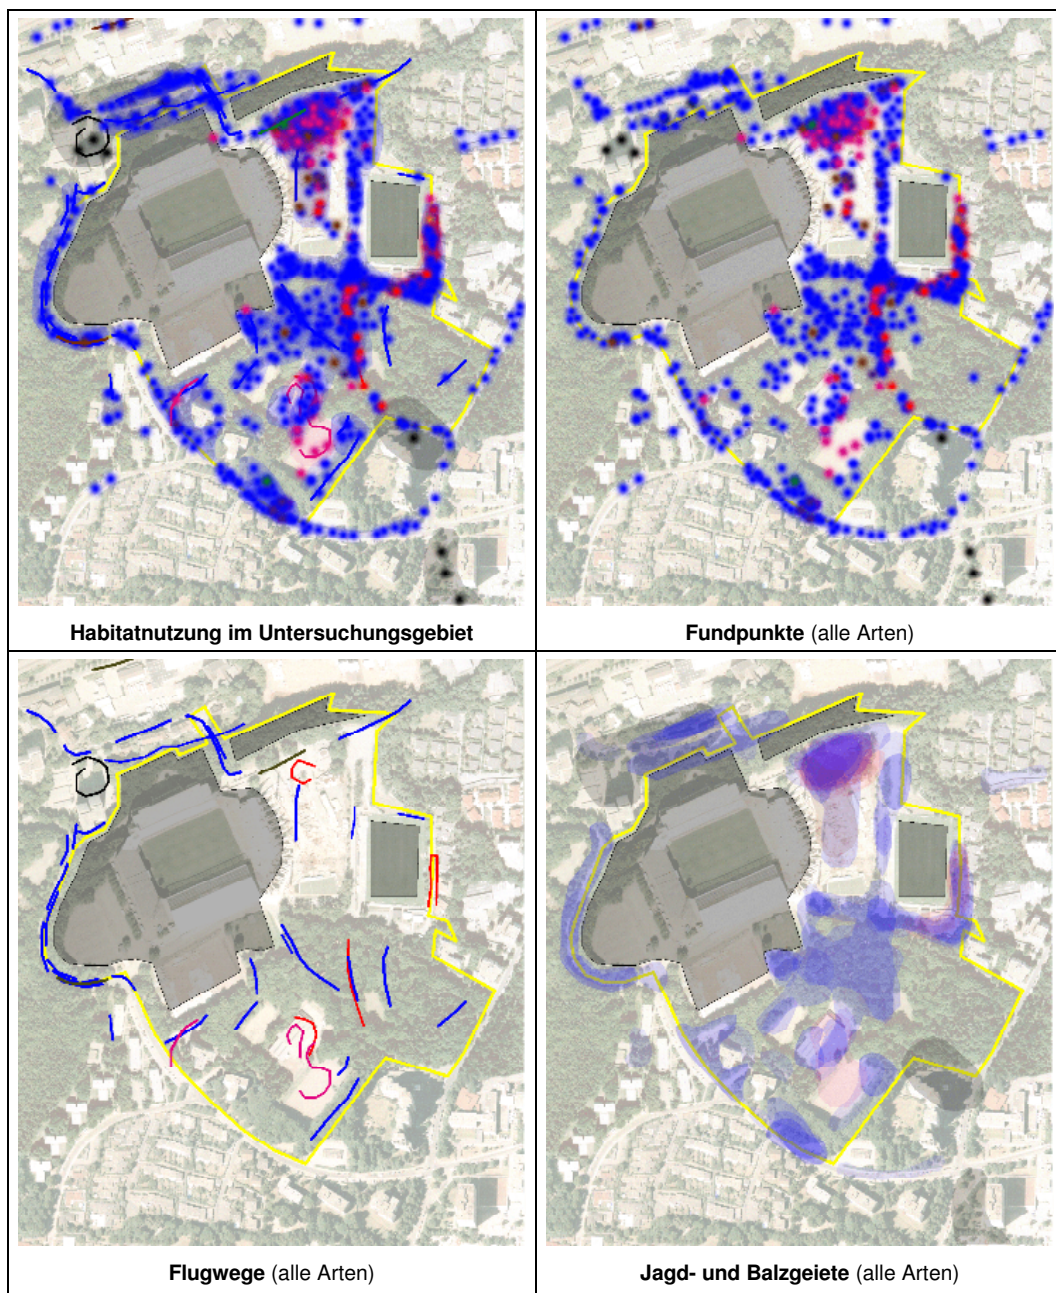 Habitatnutzung im Untersuchungsgebiet
Fundpunkte (alle Arten)
Flugwege (alle Arten)
Jagd- und Balzgeiete (alle Arten)